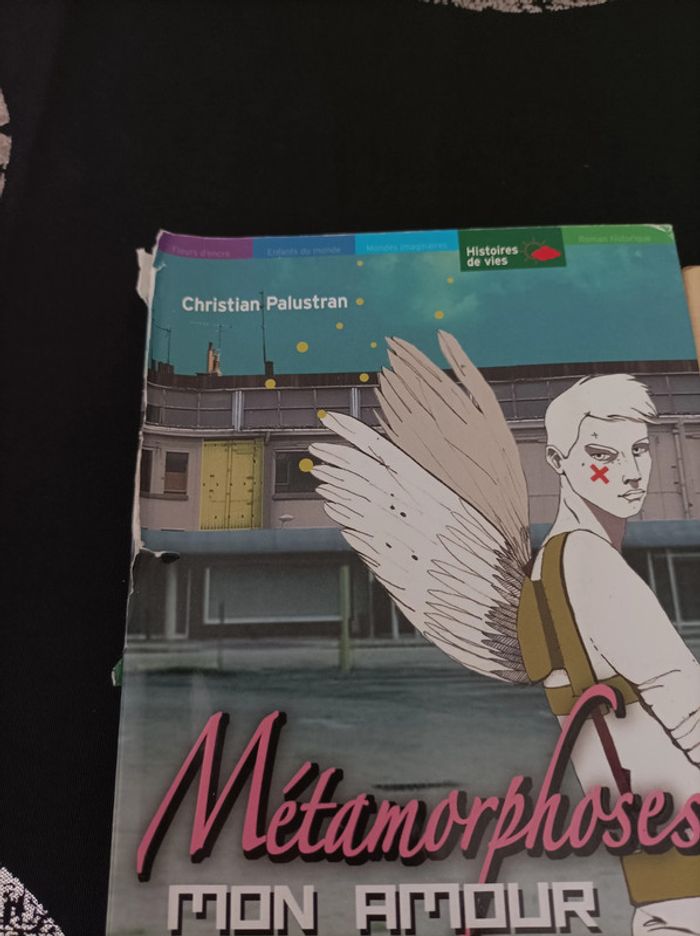 Fleurs d'encre
Enfants du monde
Mondes imaginaires
Histoires
de vies
Roman historique
Christian Palustran
Métamorphoses
MON AMOUR